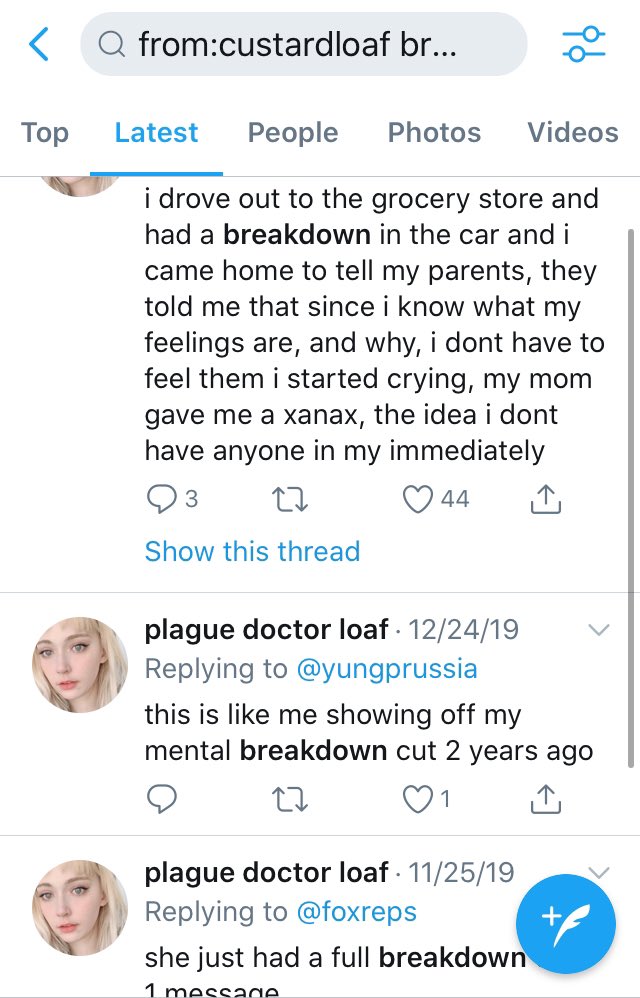 from:custardloaf br...
Top Latest People Photos Videos
i drove out to the grocery store and
had a breakdown in the car and i
came home to tell my parents, they
told me that since i know what my
feelings are, and why, i dont have to
feel them i started crying, my mom
gave me a xanax, the idea i dont
have anyone in my immediately
3 44
Show this thread
plague doctor loaf · 12/24/19
Replying to @yungprussia
this is like me showing off my
mental breakdown cut 2 years ago
1
plague doctor loaf · 11/25/19
Replying to @foxreps
she just had a full breakdown
1 message